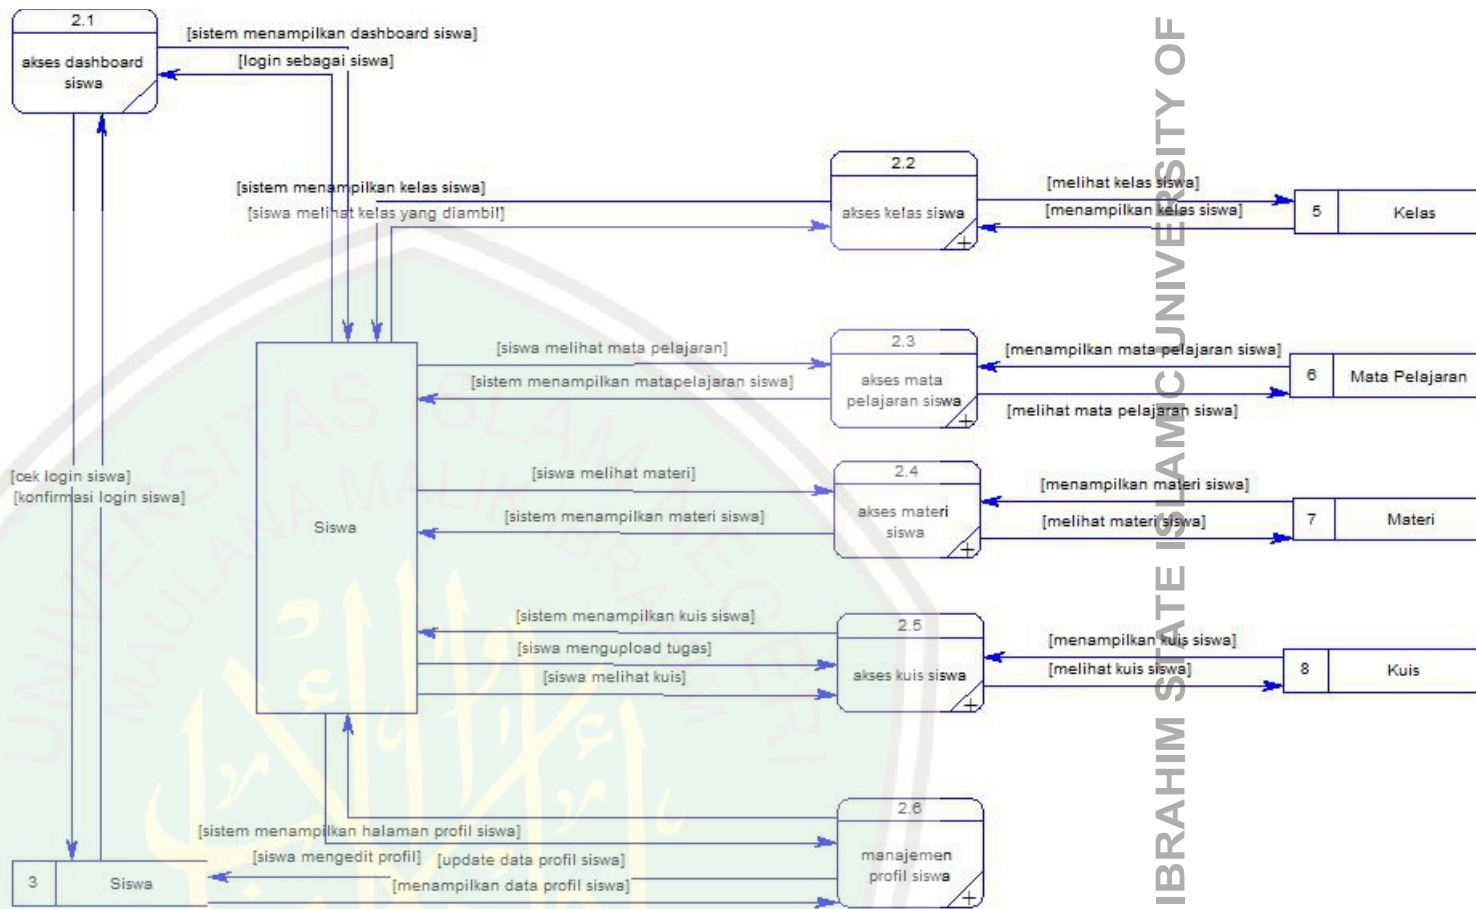 2.1
akses dashboard
siswa
[sistem menampilkan dashboard siswa]
[login sebagai siswa]
2.2
akses kelas siswa
[sistem menampilkan kelas siswa]
[siswa melihat kelas yang diambil]
[melihat kelas siswa]
[menampilkan kelas siswa]
5 Kelas
2.3
akses mata
pelajaran siswa
[siswa melihat mata pelajaran]
[sistem menampilkan matapelajaran siswa]
[menampilkan mata pelajaran siswa]
[melihat mata pelajaran siswa]
6 Mata Pelajaran
[cek login siswa]
[konfirmasi login siswa]
Siswa
2.4
akses materi
siswa
[siswa melihat materi]
[sistem menampilkan materi siswa]
[menampilkan materi siswa]
[melihat materi siswa]
7 Materi
2.5
akses kuis siswa
[sistem menampilkan kuis siswa]
[siswa mengupload tugas]
[siswa melihat kuis]
[menampilkan kuis siswa]
[melihat kuis siswa]
8 Kuis
2.6
manajemen
profil siswa
[sistem menampilkan halaman profil siswa]
[siswa mengedit profil]
[update data profil siswa]
[menampilkan data profil siswa]
3 Siswa
UNIVERSITAS ISLAM NEGERI
MAULANA MALIK IBRAHIM
IBRAHIM STATE ISLAMIC UNIVERSITY OF